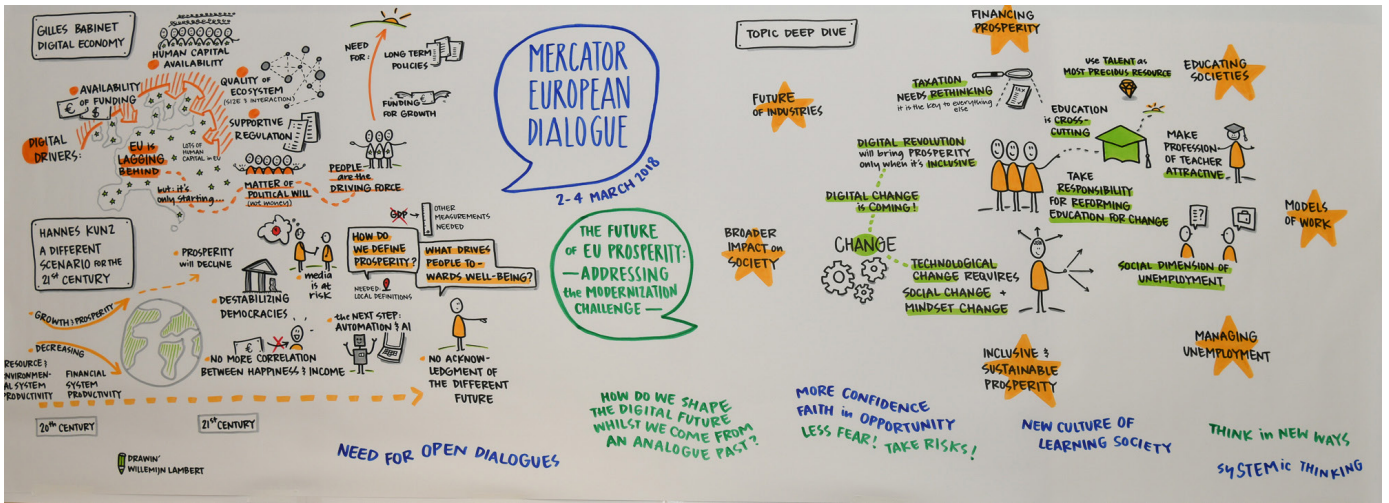 GILLES BABINET
DIGITAL ECONOMY
HUMAN CAPITAL
AVAILABILITY
AVAILABILITY
OF FUNDING
€ $
QUALITY OF
ECOSYSTEM
(SIZE & INTERACTION)
SUPPORTIVE
REGULATION
DIGITAL
DRIVERS:
EU is
LAGGING
BEHIND
LOTS OF
HUMAN
CAPITAL in EU
but: it's
only starting...
MATTER OF
POLITICAL WILL
(not money)
NEED
FOR:
LONG TERM
POLICIES
FUNDING
FOR GROWTH
PEOPLE
are the
DRIVING FORCE
HANNES KUNZ
A DIFFERENT
SCENARIO FOR THE
21ST CENTURY
PROSPERITY
will DECLINE
GROWTH & PROSPERITY
DECREASING
RESOURCE &
ENVIRONMEN-
AL SYSTEM
PRODUCTIVITY
FINANCIAL
SYSTEM
PRODUCTIVITY
20th CENTURY
21st CENTURY
DESTABILIZING
DEMOCRACIES
media
is at
risk
€
NO MORE CORRELATION
BETWEEN HAPPINESS & INCOME
GDP
OTHER
MEASUREMENTS
NEEDED
HOW DO
WE DEFINE
PROSPERITY?
NEEDED:
LOCAL DEFINITIONS
WHAT DRIVES
PEOPLE TO-
WARDS WELL-BEING?
the NEXT STEP:
AUTOMATION & AI
NO ACKNOW-
LEDGMENT OF
THE DIFFERENT
FUTURE
DRAWIN'
WILLEMIJN LAMBERT
NEED FOR OPEN DIALOGUES
MERCATOR
EUROPEAN
DIALOGUE
2-4 MARCH 2018
THE FUTURE
of EU PROSPERITY:
— ADDRESSING
the MODERNIZATION
CHALLENGE —
HOW DO WE SHAPE
THE DIGITAL FUTURE
WHILST WE COME FROM
AN ANALOGUE PAST?
TOPIC DEEP DIVE
FINANCING
PROSPERITY
FUTURE
OF INDUSTRIES
TAXATION
NEEDS RETHINKING
it is the key to everything
else
TAX
USE TALENT as
MOST PRECIOUS RESOURCE
EDUCATING
SOCIETIES
EDUCATION
is CROSS-
CUTTING
MAKE
PROFESSION
OF TEACHER
ATTRACTIVE
DIGITAL REVOLUTION
will bring PROSPERITY
only when it's INCLUSIVE
DIGITAL CHANGE
is COMING!
TAKE
RESPONSIBILITY
FOR REFORMING
EDUCATION FOR CHANGE
BROADER
IMPACT on
SOCIETY
CHANGE
TECHNOLOGICAL
CHANGE REQUIRES
SOCIAL CHANGE +
MINDSET CHANGE
?
SOCIAL DIMENSION OF
UNEMPLOYMENT
MODELS
OF WORK
INCLUSIVE &
SUSTAINABLE
PROSPERITY
MANAGING
UNEMPLOYMENT
MORE CONFIDENCE
FAITH in OPPORTUNITY
LESS FEAR! TAKE RISKS!
NEW CULTURE OF
LEARNING SOCIETY
THINK in NEW WAYS
SYSTEMIC THINKING